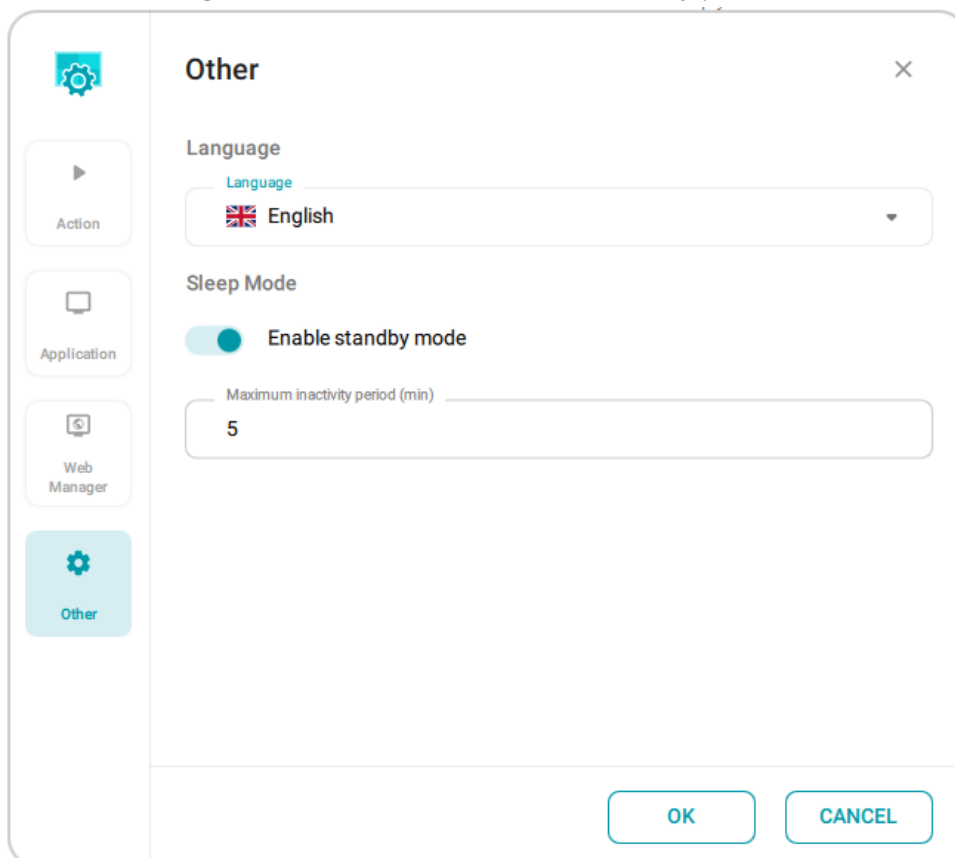 Other
Language
Language
English
Sleep Mode
Enable standby mode
Maximum inactivity period (min)
5
Action
Application
Web
Manager
Other
OK
CANCEL